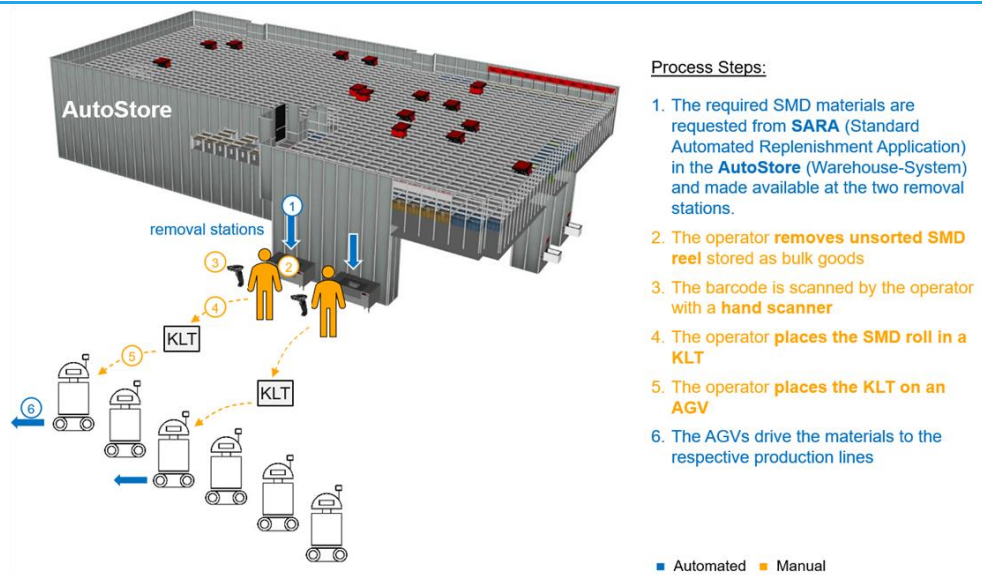 AutoStore
removal stations
1
2
3
4
5
6
KLT
KLT
Process Steps:
1. The required SMD materials are
requested from SARA (Standard
Automated Replenishment Application)
in the AutoStore (Warehouse-System)
and made available at the two removal
stations.
2. The operator removes unsorted SMD
reel stored as bulk goods
3. The barcode is scanned by the operator
with a hand scanner
4. The operator places the SMD roll in a
KLT
5. The operator places the KLT on an
AGV
6. The AGVs drive the materials to the
respective production lines
Automated Manual